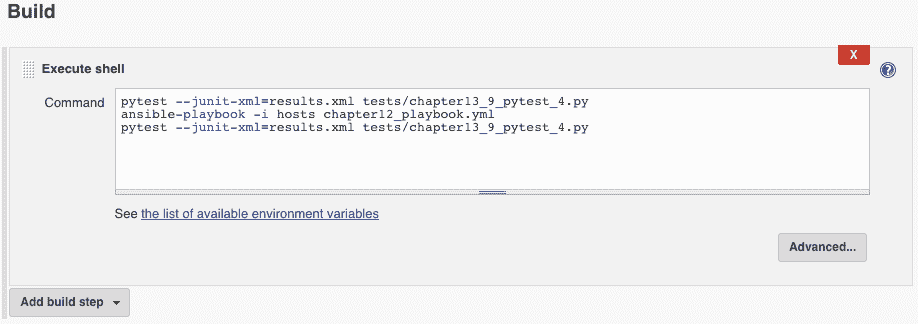 Build
Execute shell
X
Command
pytest --junit-xml=results.xml tests/chapter13_9_pytest_4.py
ansible-playbook -i hosts chapter12_playbook.yml
pytest --junit-xml=results.xml tests/chapter13_9_pytest_4.py
See the list of available environment variables
Advanced...
Add build step